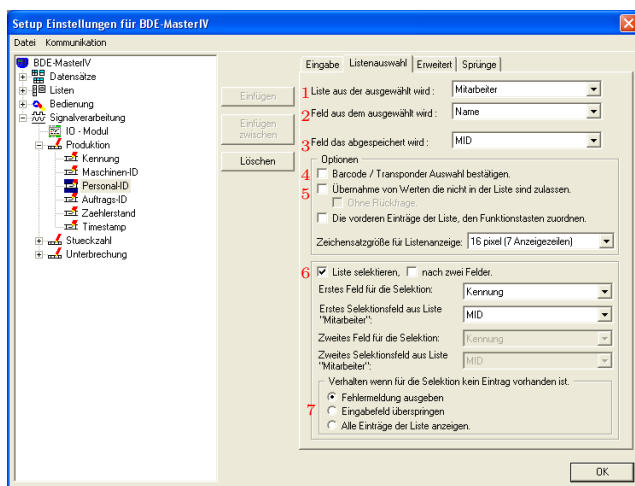 Setup Einstellungen für BDE-MasterIV
Datei Kommunikation
BDE-MasterIV
Datensätze
Listen
Bedienung
Signalverarbeitung
IO - Modul
Produktion
Kennung
Maschinen-ID
Personal-ID
Auftrags-ID
Zaehlerstand
Timestamp
Stueckzahl
Unterbrechung
Einfügen
Einfügen
zwischen
Löschen
Eingabe Listenauswahl Erweitert Sprünge
1 Liste aus der ausgewählt wird : Mitarbeiter
2 Feld aus dem ausgewählt wird : Name
3 Feld das abgespeichert wird : MID
Optionen
4 Barcode / Transponder Auswahl bestätigen.
5 Übernahme von Werten die nicht in der Liste sind zulassen.
Ohne Rückfrage.
Die vorderen Einträge der Liste, den Funktionstasten zuordnen.
Zeichensatzgröße für Listenanzeige: 16 pixel (7 Anzeigezeilen)
6 Liste selektieren, nach zwei Felder.
Erstes Feld für die Selektion: Kennung
Erstes Selektionsfeld aus Liste
"Mitarbeiter": MID
Zweites Feld für die Selektion: Kennung
Zweites Selektionsfeld aus Liste
"Mitarbeiter": MID
Verhalten wenn für die Selektion kein Eintrag vorhanden ist.
Fehlermeldung ausgeben
7 Eingabefeld überspringen
Alle Einträge der Liste anzeigen.
OK